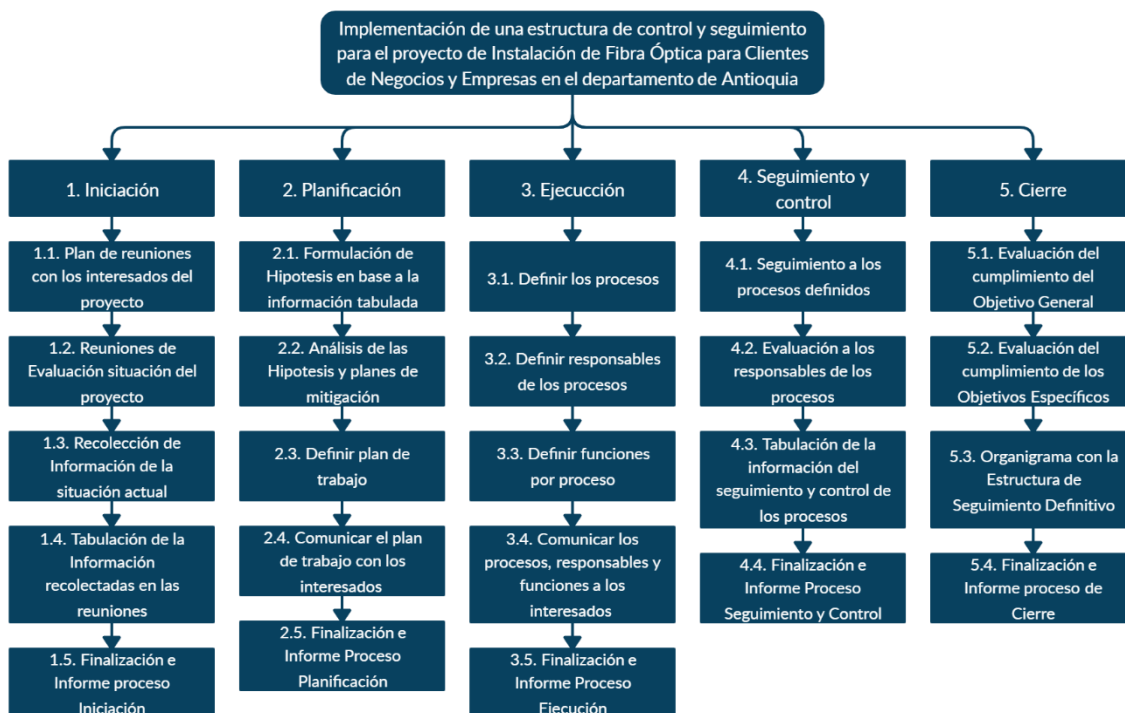 Implementación de una estructura de control y seguimiento
para el proyecto de Instalación de Fibra Óptica para Clientes
de Negocios y Empresas en el departamento de Antioquia
1. Iniciación
1.1. Plan de reuniones
con los interesados del
proyecto
1.2. Reuniones de
Evaluación situación del
proyecto
1.3. Recolección de
Información de la
situación actual
1.4. Tabulación de la
Información
recolectadas en las
reuniones
1.5. Finalización e
Informe proceso
Iniciación
2. Planificación
2.1. Formulación de
Hipotesis en base a la
información tabulada
2.2. Análisis de las
Hipotesis y planes de
mitigación
2.3. Definir plan de
trabajo
2.4. Comunicar el plan
de trabajo con los
interesados
2.5. Finalización e
Informe Proceso
Planificación
3. Ejecucción
3.1. Definir los procesos
3.2. Definir responsables
de los procesos
3.3. Definir funciones
por proceso
3.4. Comunicar los
procesos, responsables y
funciones a los
interesados
3.5. Finalización e
Informe Proceso
Ejecución
4. Seguimiento y
control
4.1. Seguimiento a los
procesos definidos
4.2. Evaluación a los
responsables de los
procesos
4.3. Tabulación de la
información del
seguimiento y control de
los procesos
4.4. Finalización e
Informe Proceso
Seguimiento y Control
5. Cierre
5.1. Evaluación del
cumplimiento del
Objetivo General
5.2. Evaluación del
cumplimiento de los
Objetivos Específicos
5.3. Organigrama con la
Estructura de
Seguimiento Definitivo
5.4. Finalización e
Informe proceso de
Cierre